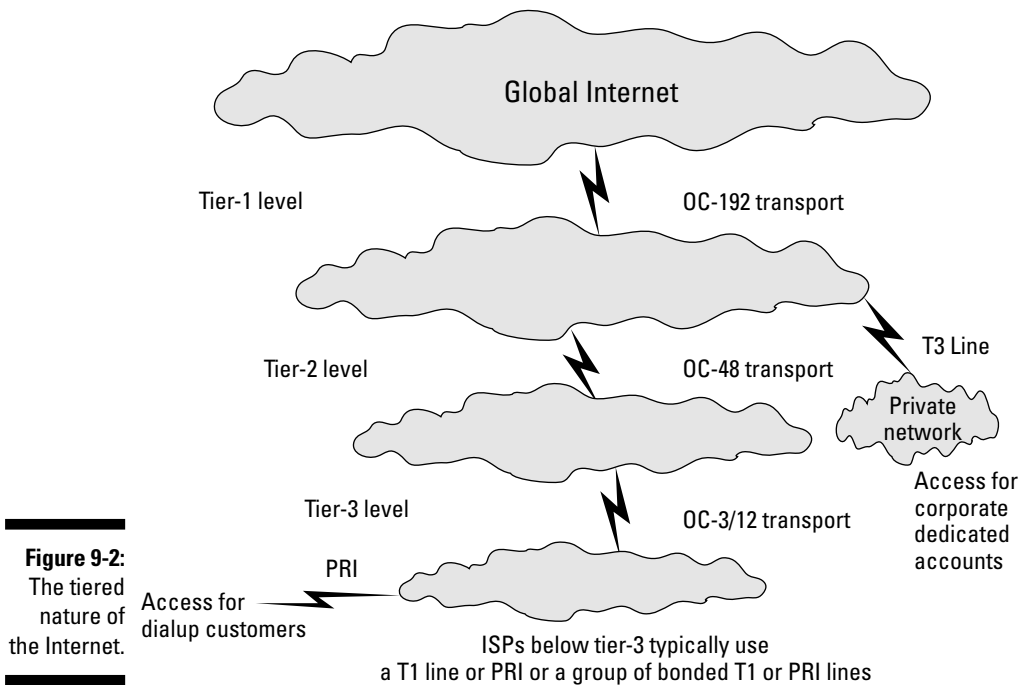 Global Internet
Tier-1 level
OC-192 transport
T3 Line
Tier-2 level
OC-48 transport
Private
network
Access for
corporate
dedicated
accounts
Tier-3 level
OC-3/12 transport
PRI
Access for
dialup customers
ISPs below tier-3 typically use
a T1 line or PRI or a group of bonded T1 or PRI lines
Figure 9-2:
The tiered
nature of
the Internet.